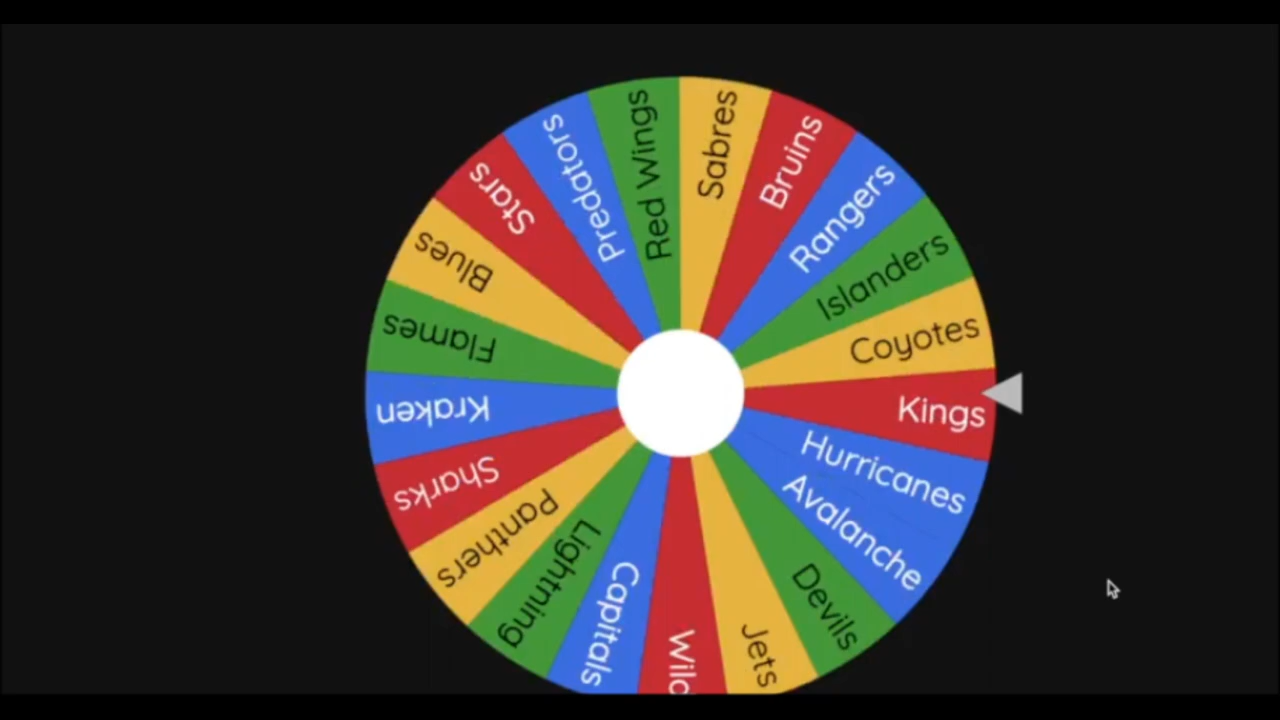 Red Wings
Sabres
Bruins
Rangers
Islanders
Coyotes
Kings
Hurricanes
Avalanche
Devils
Jets
Wild
Capitals
Lightning
Panthers
Sharks
Kraken
Flames
Blues
Stars
Predators